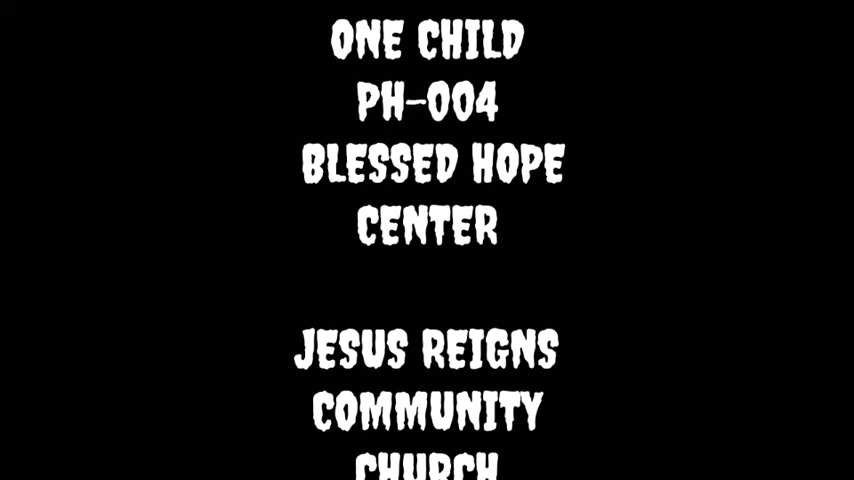 ONE CHILD
PH-004
BLESSED HOPE
CENTER
JESUS REIGNS
COMMUNITY
CHURCH